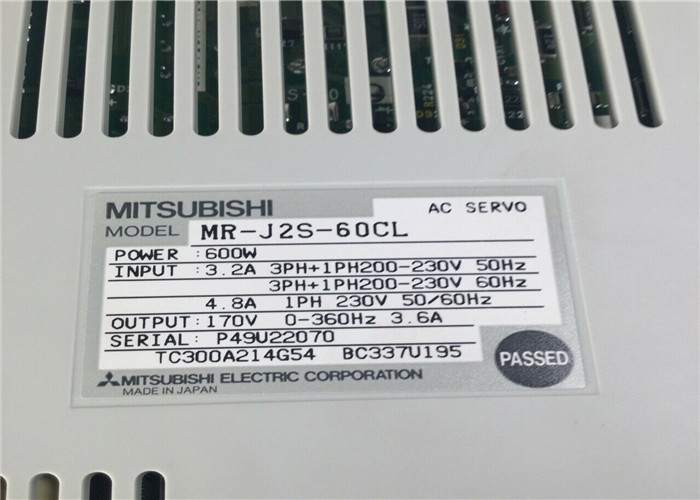 MITSUBISHI AC SERVO
MODEL MR-J2S-60CL
POWER :600W
INPUT :3.2A 3PH+1PH200-230V 50Hz
3PH+1PH200-230V 60Hz
4.8A 1PH 230V 50/60Hz
OUTPUT:170V 0-360Hz 3.6A
SERIAL: P49U22070
TC300A214G54 BC337U195
PASSED
MITSUBISHI ELECTRIC CORPORATION
MADE IN JAPAN